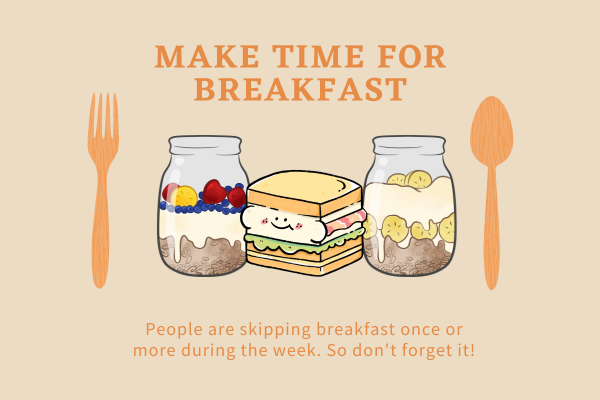 MAKE TIME FOR
BREAKFAST
People are skipping breakfast once or
more during the week. So don't forget it!